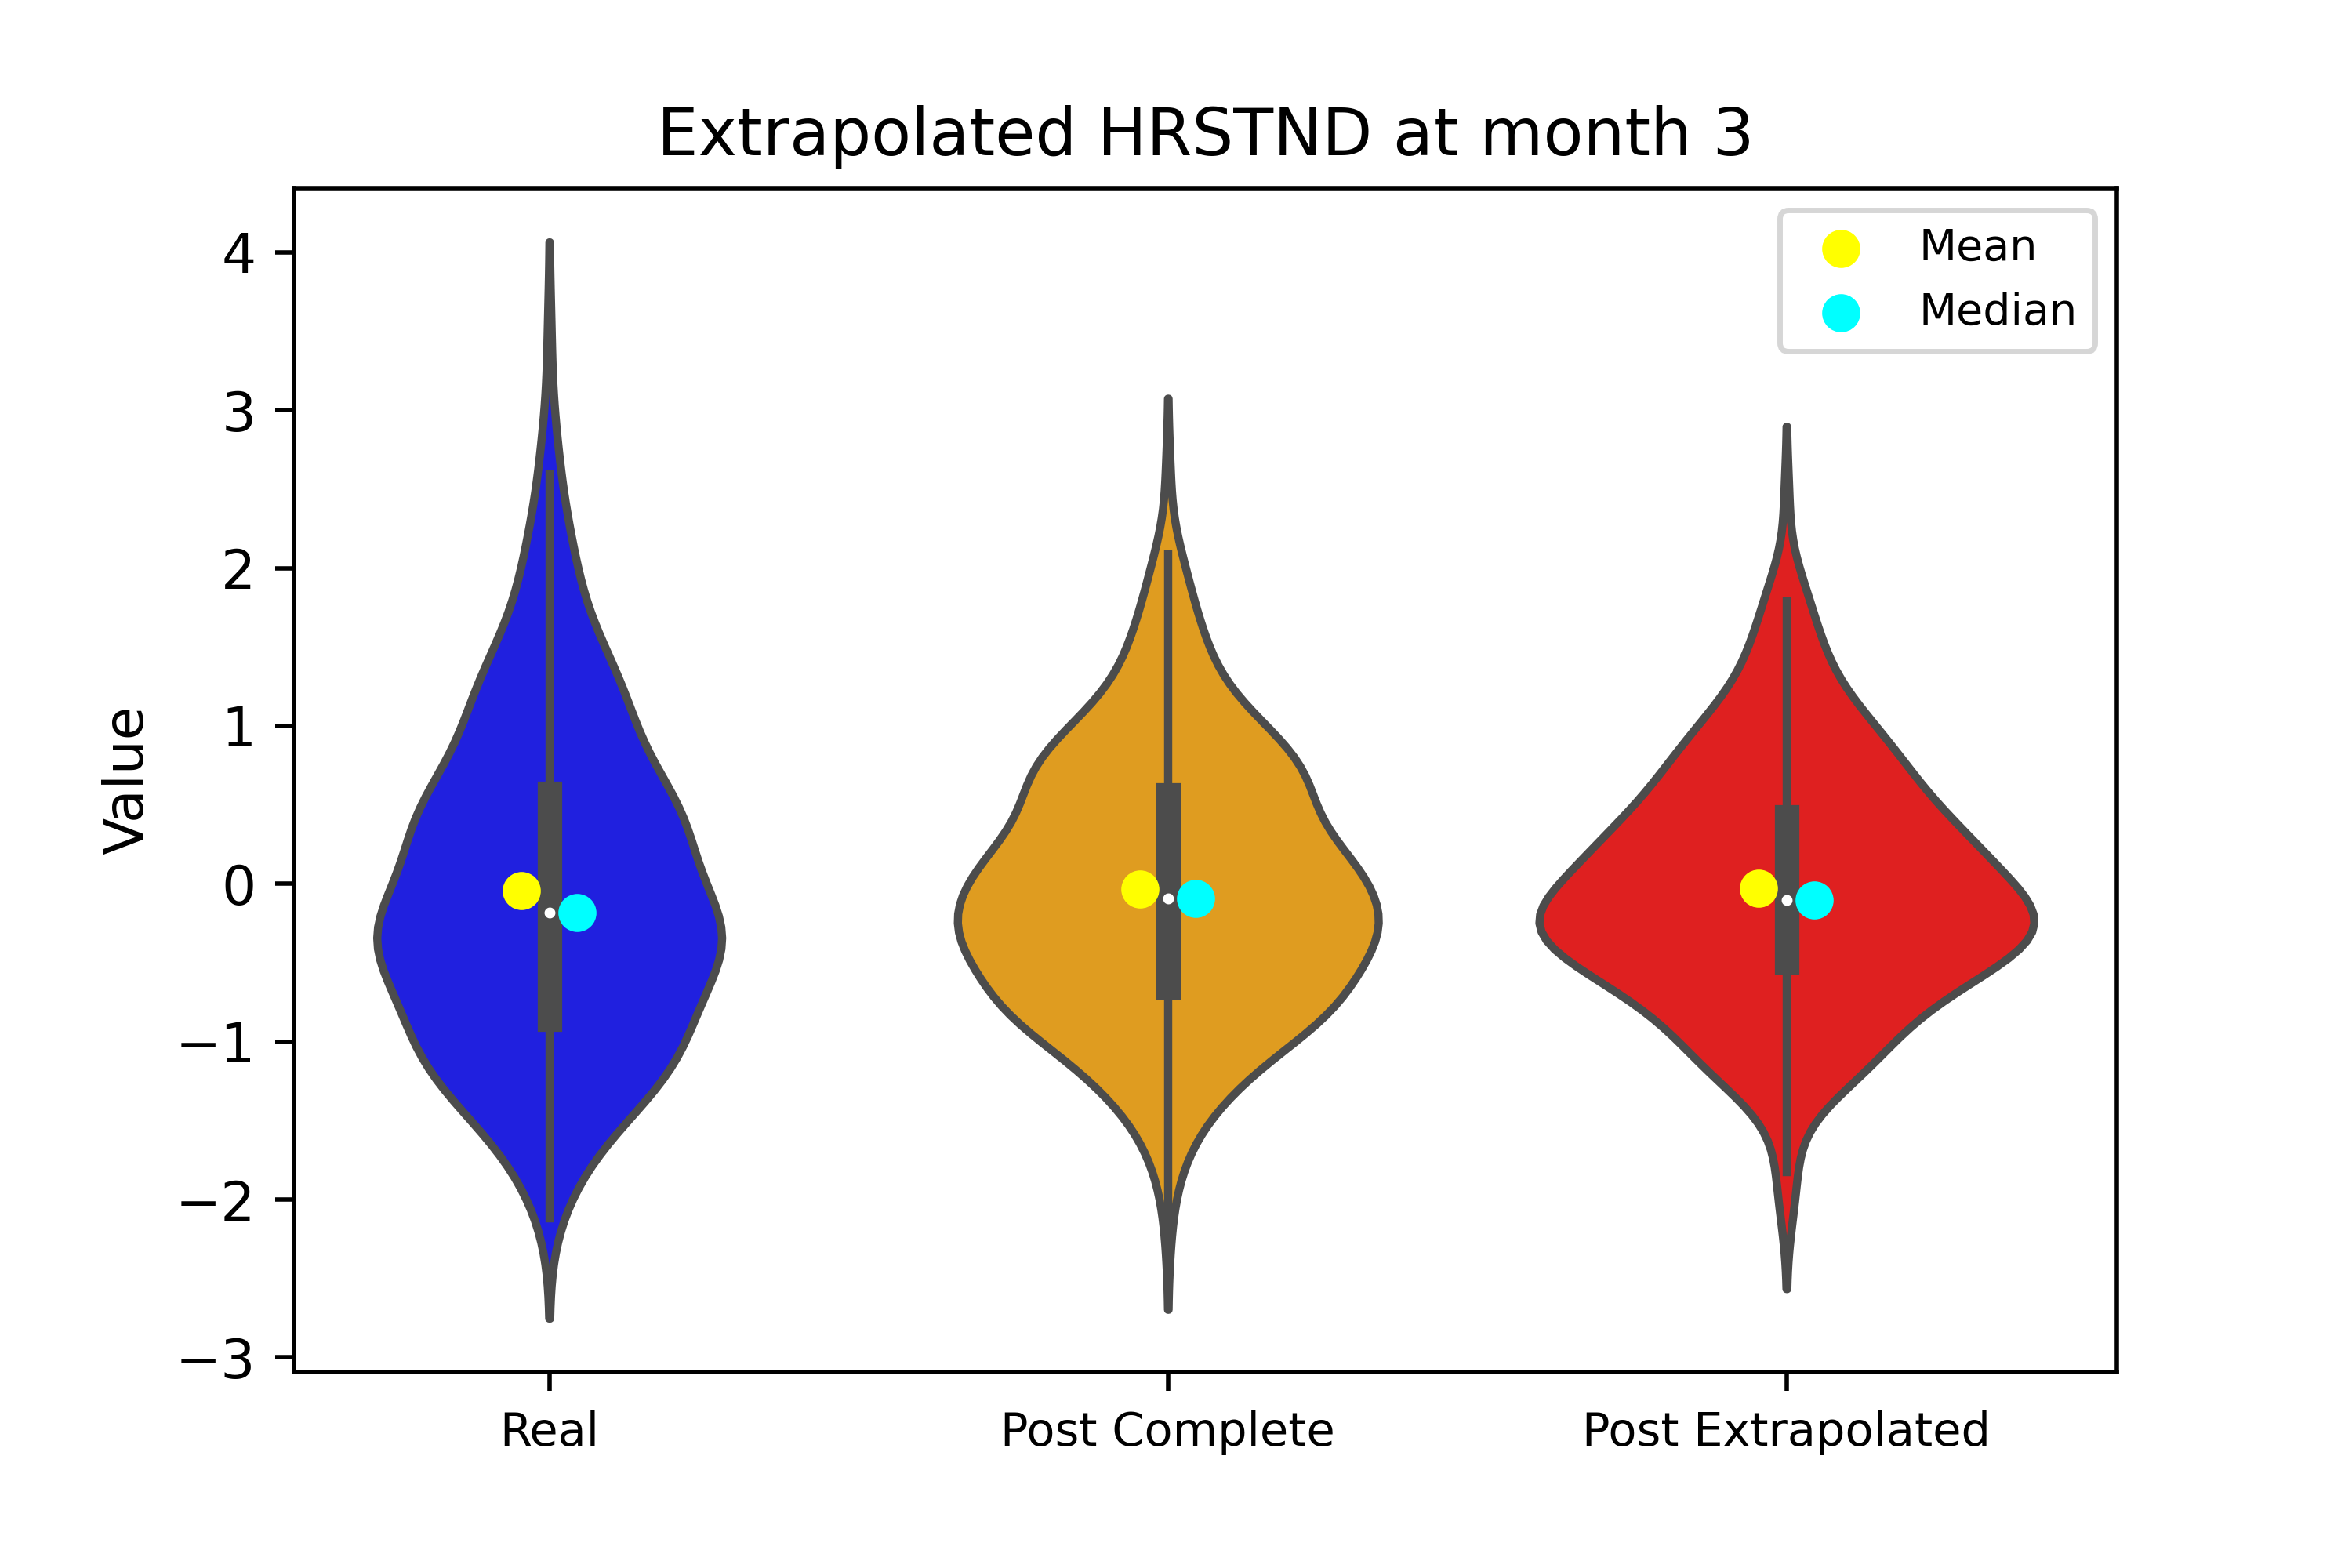 Extrapolated HRSTND at month 3
Mean
Median
4
3
2
1
0
−1
−2
−3
Value
Real
Post Complete
Post Extrapolated